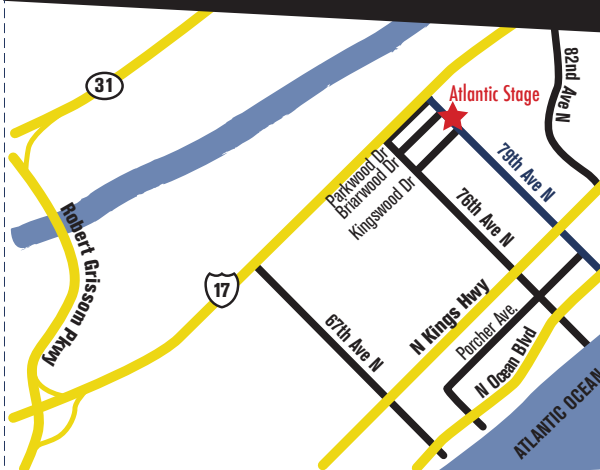 31
82nd Ave N
Atlantic Stage
79th Ave N
Parkwood Dr
Briarwood Dr
Kingswood Dr
76th Ave N
Robert Grissom Pkwy
17
67th Ave N
N Kings Hwy
Porcher Ave.
N Ocean Blvd
ATLANTIC OCEAN